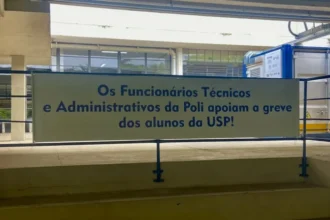 Os Funcionários Técnicos
e Administrativos da Poli apoiam a greve
dos alunos da USP!